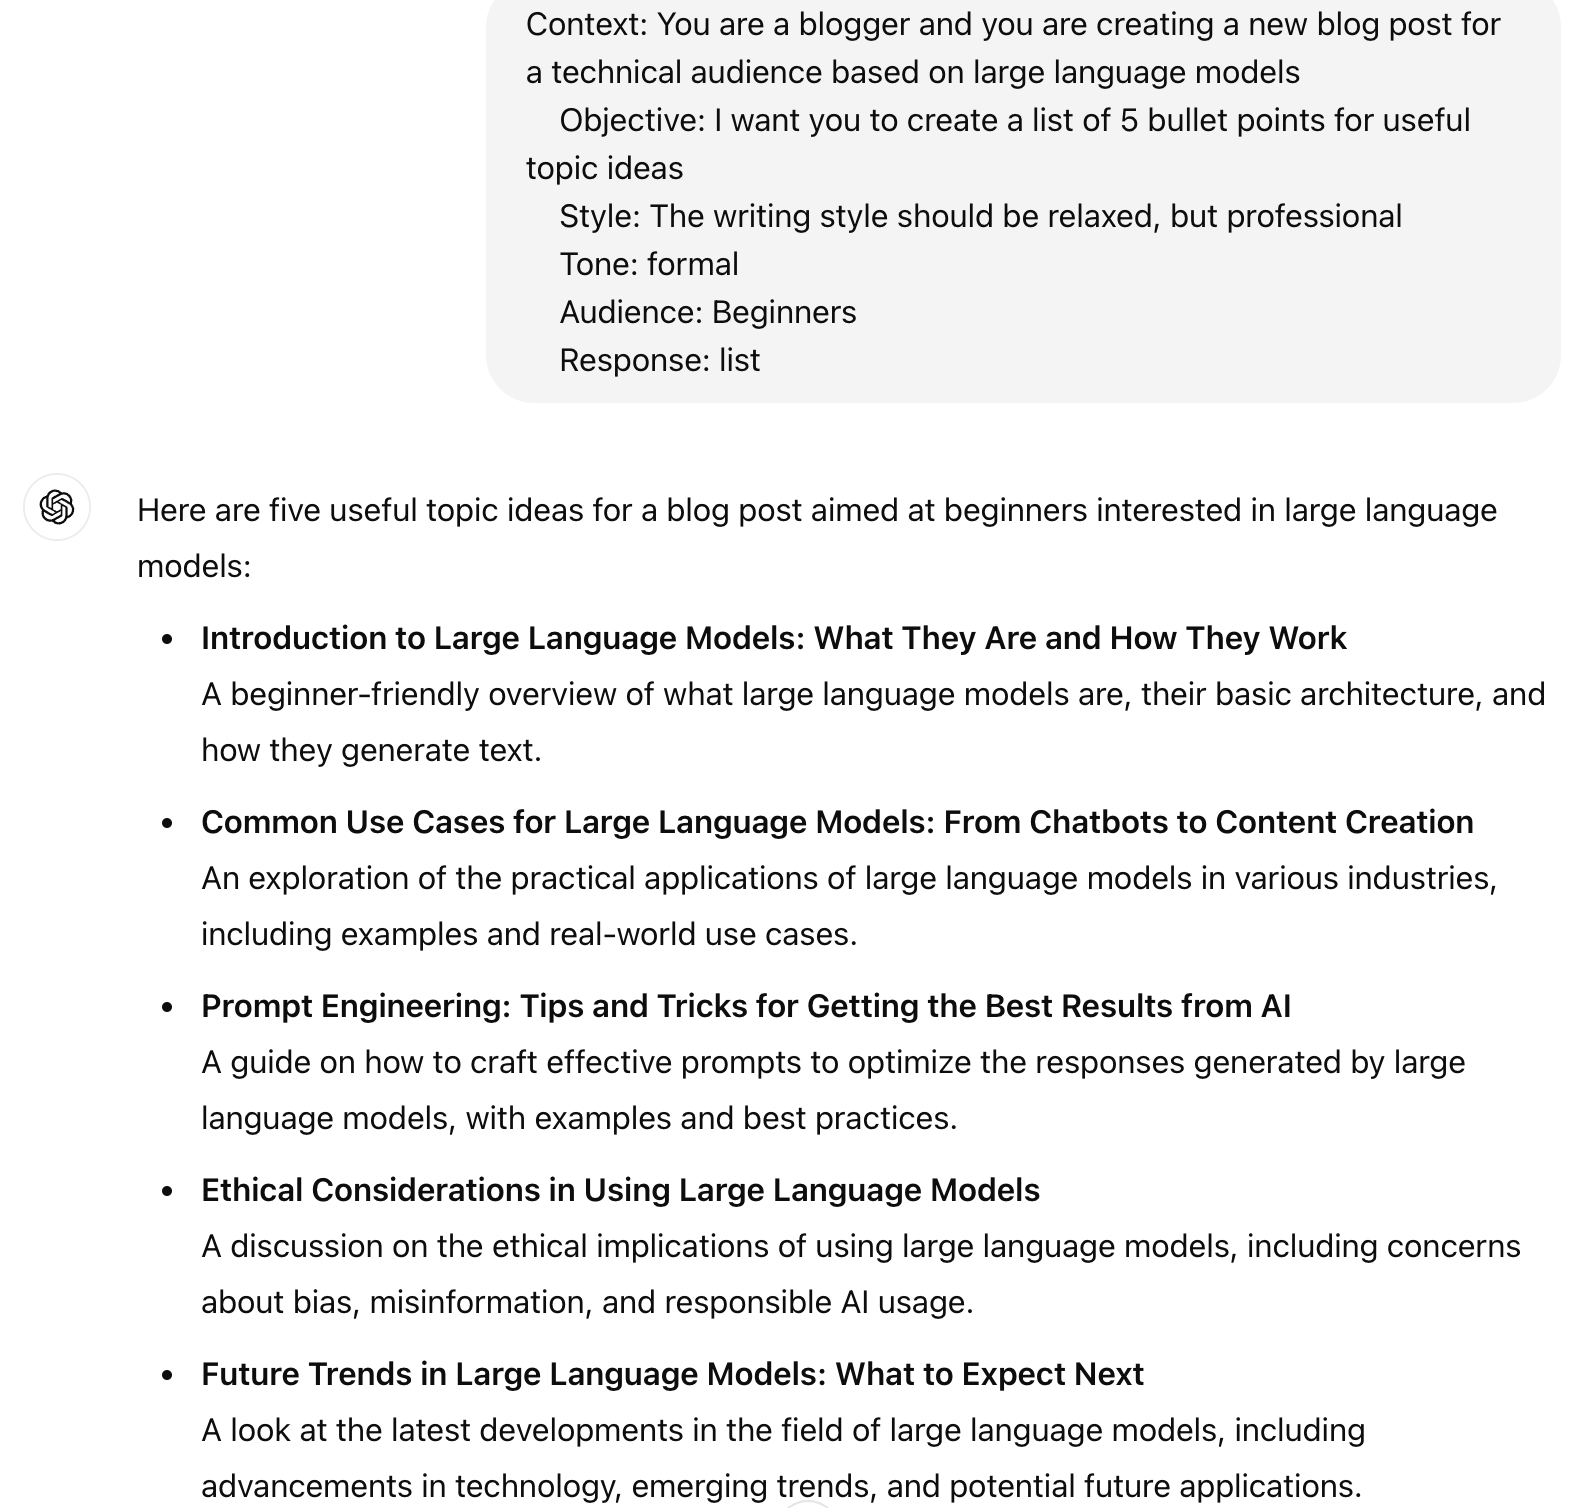 Context: You are a blogger and you are creating a new blog post for
a technical audience based on large language models
Objective: I want you to create a list of 5 bullet points for useful
topic ideas
Style: The writing style should be relaxed, but professional
Tone: formal
Audience: Beginners
Response: list
Here are five useful topic ideas for a blog post aimed at beginners interested in large language
models:
• Introduction to Large Language Models: What They Are and How They Work
A beginner-friendly overview of what large language models are, their basic architecture, and
how they generate text.
• Common Use Cases for Large Language Models: From Chatbots to Content Creation
An exploration of the practical applications of large language models in various industries,
including examples and real-world use cases.
• Prompt Engineering: Tips and Tricks for Getting the Best Results from AI
A guide on how to craft effective prompts to optimize the responses generated by large
language models, with examples and best practices.
• Ethical Considerations in Using Large Language Models
A discussion on the ethical implications of using large language models, including concerns
about bias, misinformation, and responsible AI usage.
• Future Trends in Large Language Models: What to Expect Next
A look at the latest developments in the field of large language models, including
advancements in technology, emerging trends, and potential future applications.